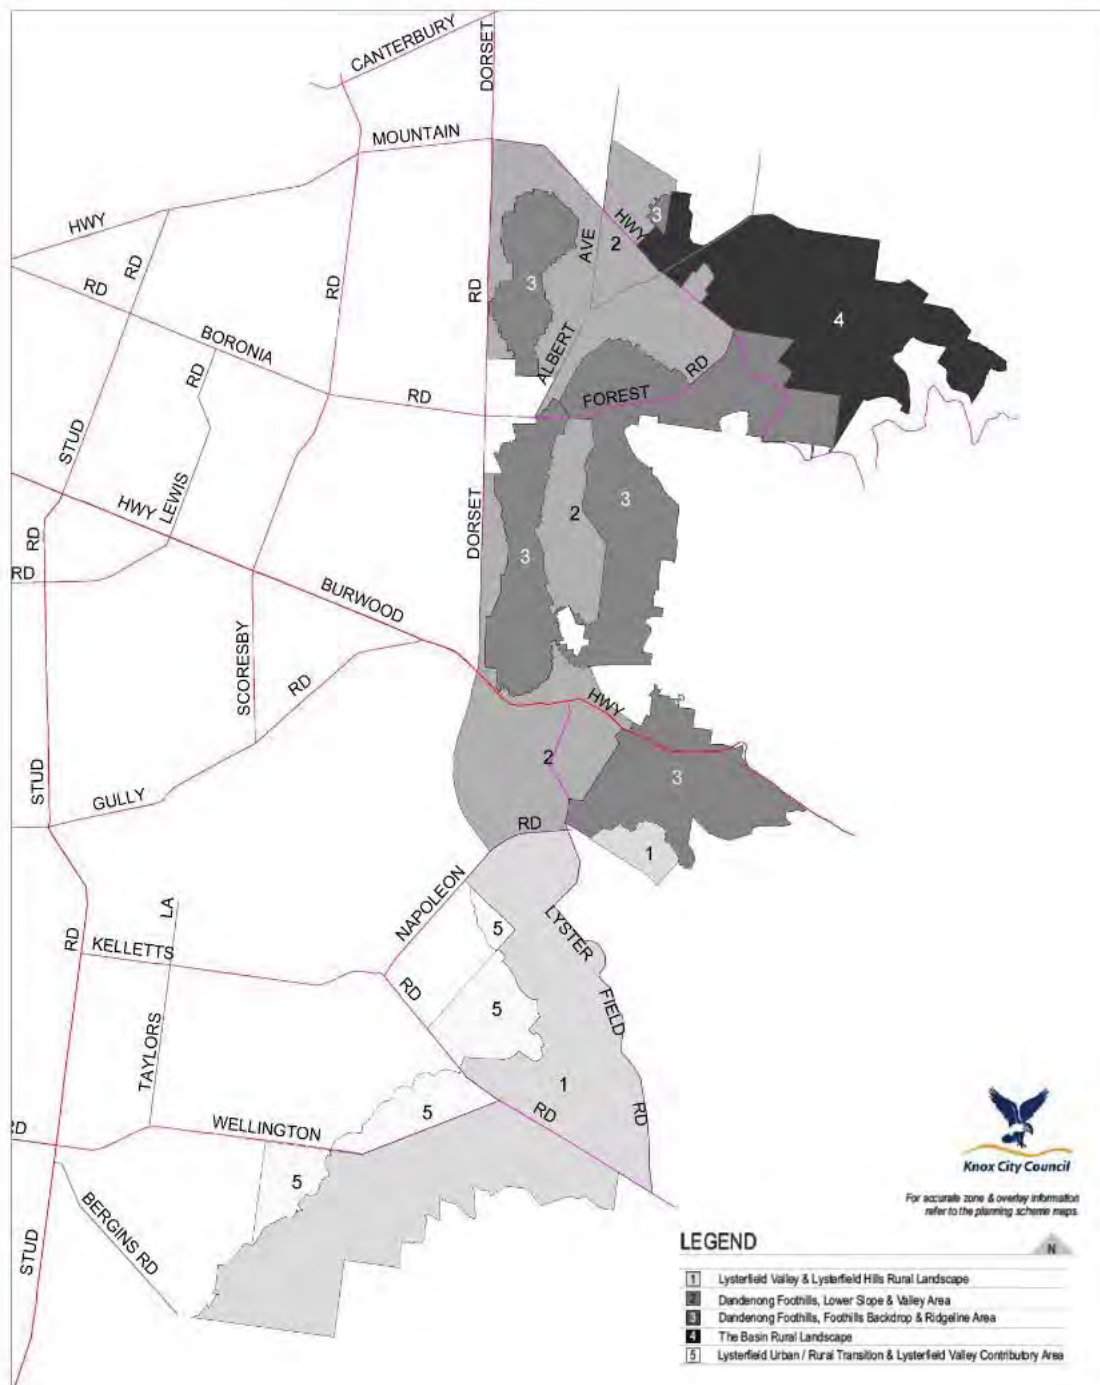 CANTERBURY
DORSET
MOUNTAIN
HWY
3
HWY
AVE
2
RD
RD
RD
RD
3
4
BORONIA
ALBERT
RD
RD
RD
FOREST
STUD
LEWIS
HWY
3
2
DORSET
3
RD
RD
BURWOOD
SCORESBY
RD
HWY
2
3
STUD
GULLY
RD
1
NAPOLEON
LA
5
LYSTER
RD
KELLETTS
RD
5
FIELD
TAYLORS
1
5
RD
RD
RD
WELLINGTON
5
BERGINS RD
STUD
Knox City Council
For accurate zone & overlay information
refer to the planning scheme maps.
LEGEND
N
1 Lysterfield Valley & Lysterfield Hills Rural Landscape
2 Dandenong Foothills, Lower Slope & Valley Area
3 Dandenong Foothills, Foothills Backdrop & Ridgeline Area
4 The Basin Rural Landscape
5 Lysterfield Urban / Rural Transition & Lysterfield Valley Contributory Area